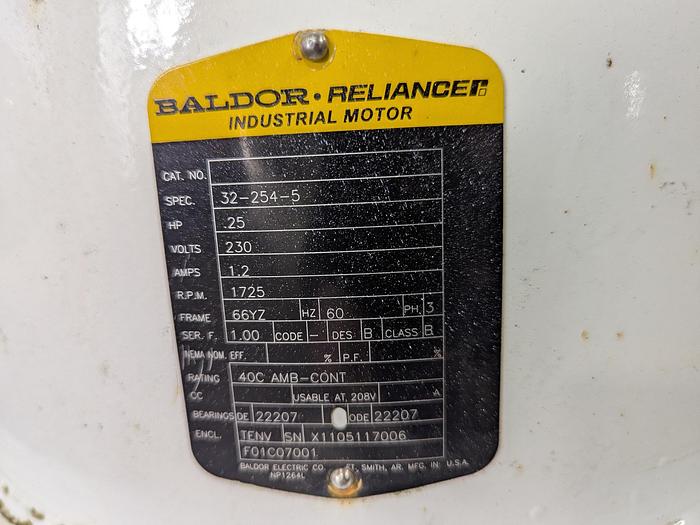 BALDOR • RELIANCE
INDUSTRIAL MOTOR
CAT. NO.
SPEC. 32-254-5
HP .25
VOLTS 230
AMPS 1.2
R.P.M. 1725
FRAME 66YZ HZ 60 PH. 3
SER. F. 1.00 CODE - DES B CLASS B
NEMA NOM. EFF. % P.F. %
RATING 40C AMB-CONT
CC USABLE AT 208V A
BEARINGS DE 22207 ODE 22207
ENCL. TENV SN X1105117006
F01C07001
BALDOR ELECTRIC CO. FT. SMITH, AR. MFG. IN U.S.A.
NP1264L